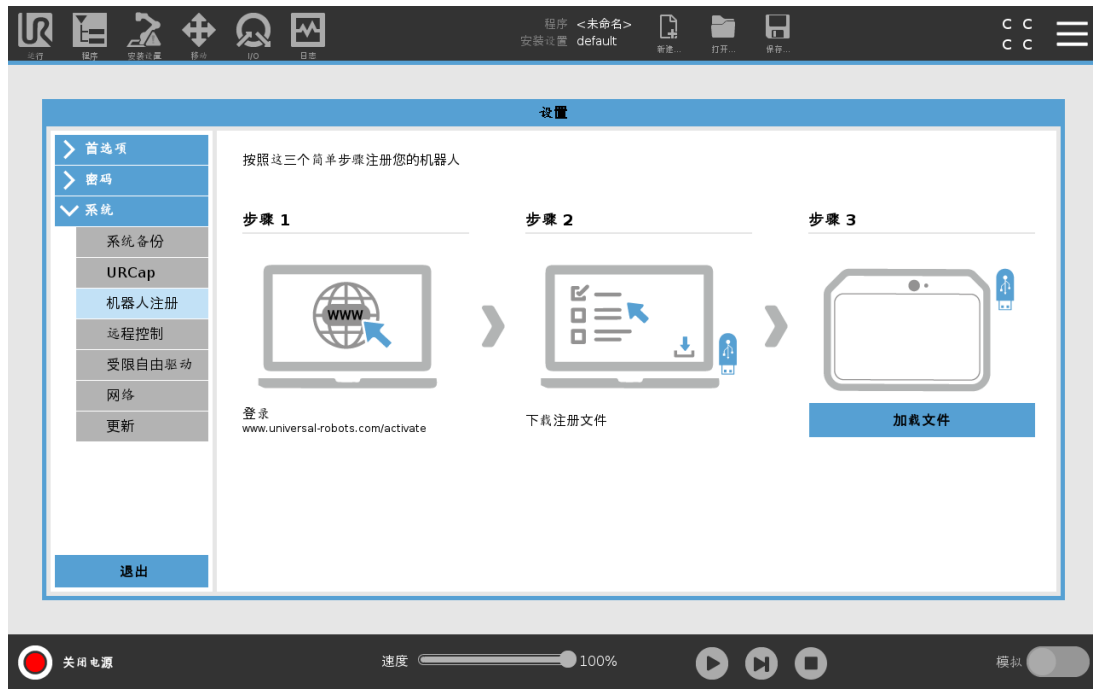 UR
程序 <未命名>
安装设置 default
C C
C C
运行
程序
安装设置
移动
I/O
日志
新建...
打开...
保存...
设置
首选项
密码
系统
系统备份
URCap
机器人注册
远程控制
受限自由驱动
网络
更新
退出
按照这三个简单步骤注册您的机器人
步骤 1
步骤 2
步骤 3
www
登录
www.universal-robots.com/activate
下载注册文件
加载文件
关闭电源
速度
100%
模拟